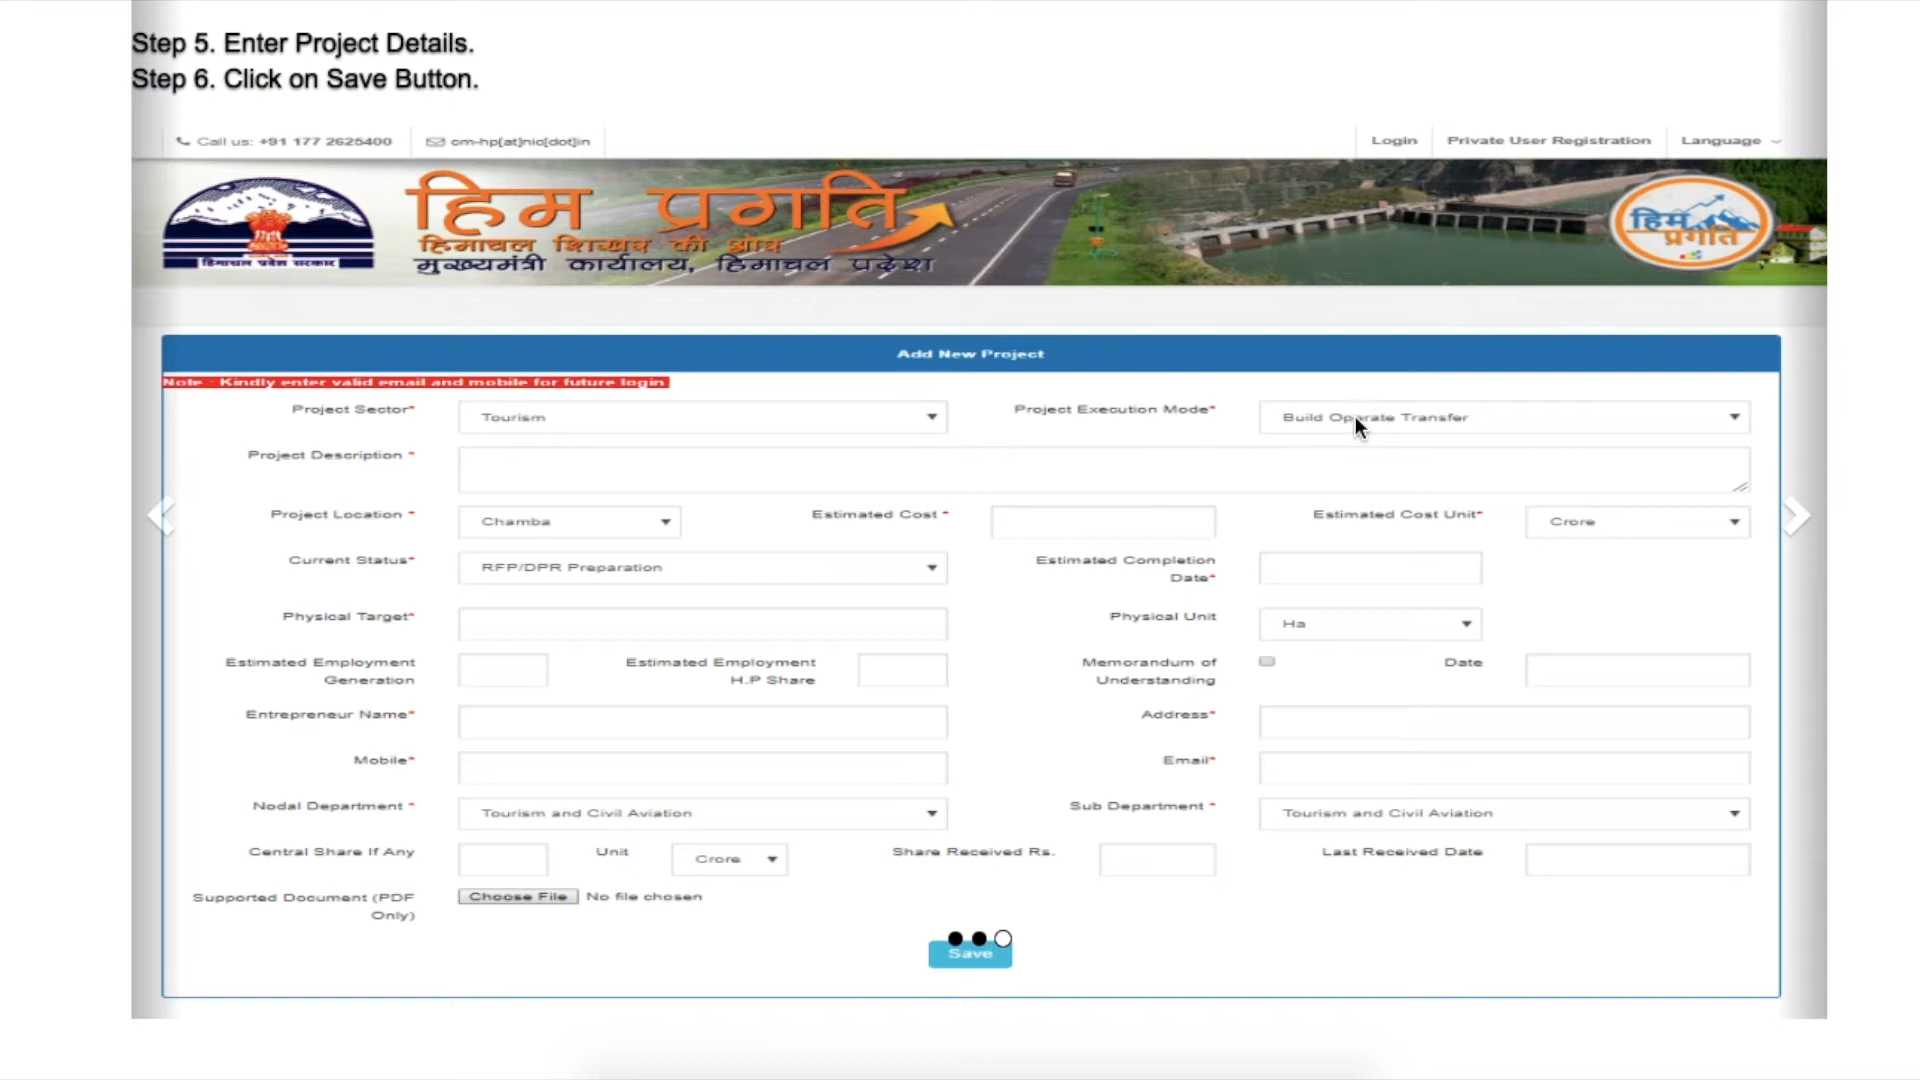 Step 5. Enter Project Details.
Step 6. Click on Save Button.
Call us: +91 177 2625400
cm-hp[at]nic[dot]in
Login
Private User Registration
Language
हिम प्रगति
हिमाचल शिखर की ओर
मुख्यमंत्री कार्यालय, हिमाचल प्रदेश
हिमाचल प्रदेश सरकार
हिम
प्रगति
Add New Project
Note - Kindly enter valid email and mobile for future login
Project Sector* Tourism Project Execution Mode* Build Operate Transfer
Project Description *
Project Location * Chamba Estimated Cost * Estimated Cost Unit* Crore
Current Status* RFP/DPR Preparation Estimated Completion
Date*
Physical Target* Physical Unit Ha
Estimated Employment
Generation
Estimated Employment
H.P Share
Memorandum of
Understanding
Date
Entrepreneur Name* Address*
Mobile* Email*
Nodal Department * Tourism and Civil Aviation Sub Department * Tourism and Civil Aviation
Central Share If Any Unit Crore Share Received Rs. Last Received Date
Supported Document (PDF
Only)
Choose File No file chosen
Save